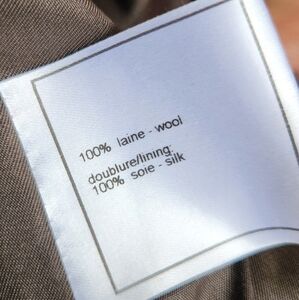 100% laine - wool
doublure/lining:
100% soie - silk